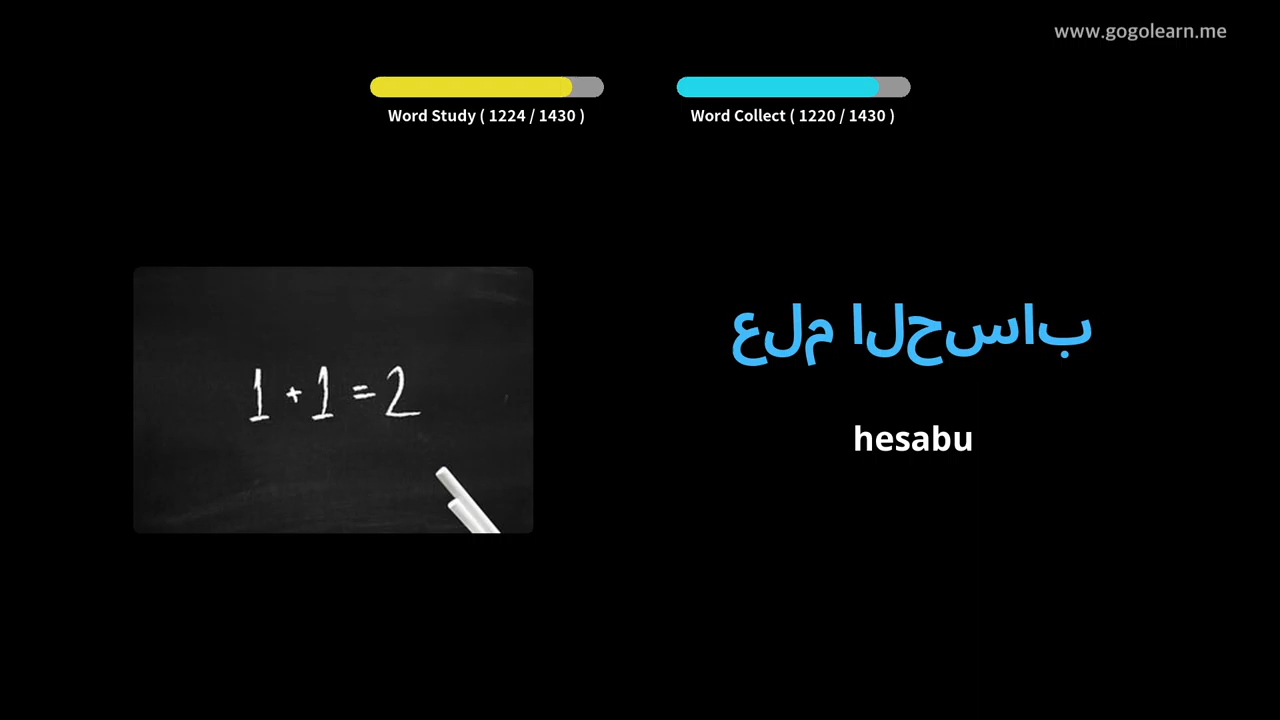 www.gogolearn.me
Word Study ( 1224 / 1430 )
Word Collect ( 1220 / 1430 )
1 + 1 = 2
علم الحساب
hesabu